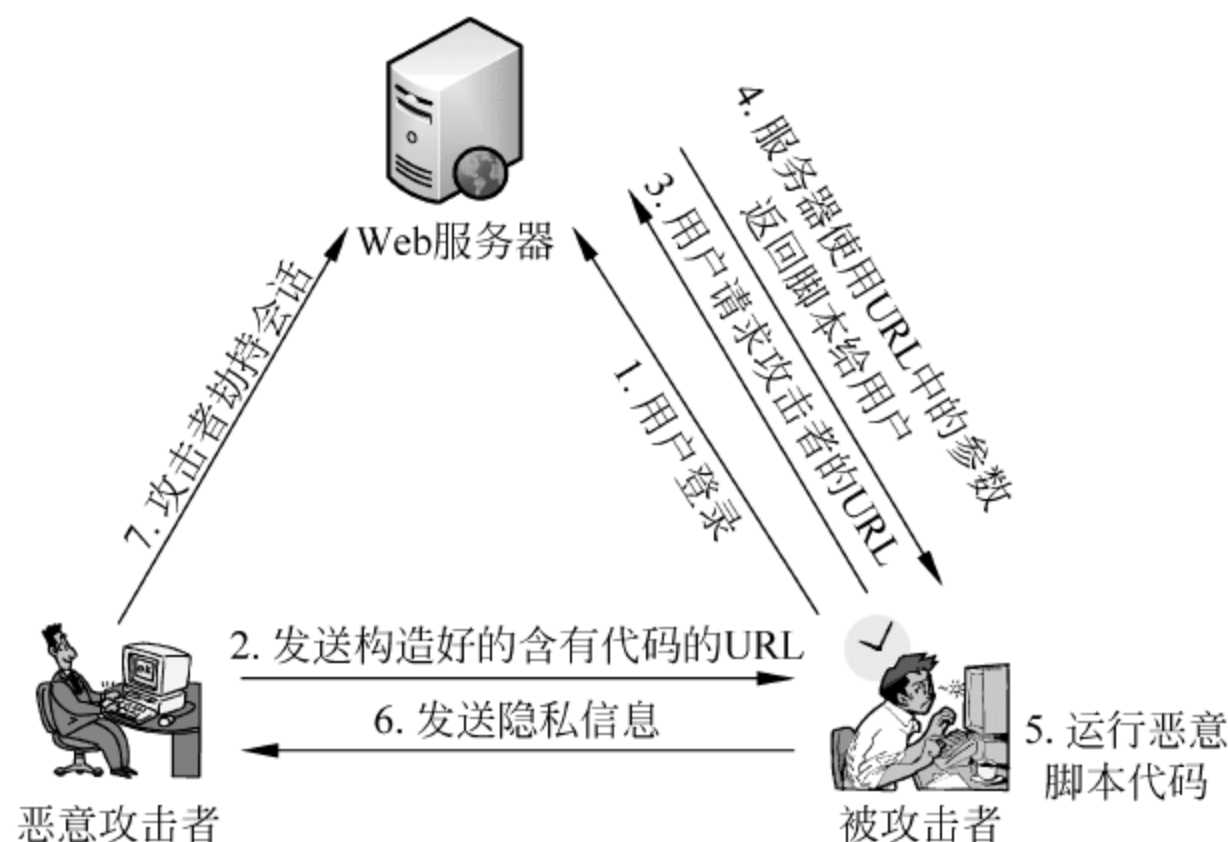 Web服务器
4. 服务器使用URL中的参数
返回脚本给用户
3. 用户请求攻击者的URL
1. 用户登录
7. 攻击者劫持会话
2. 发送构造好的含有代码的URL
6. 发送隐私信息
5. 运行恶意
脚本代码
恶意攻击者
被攻击者